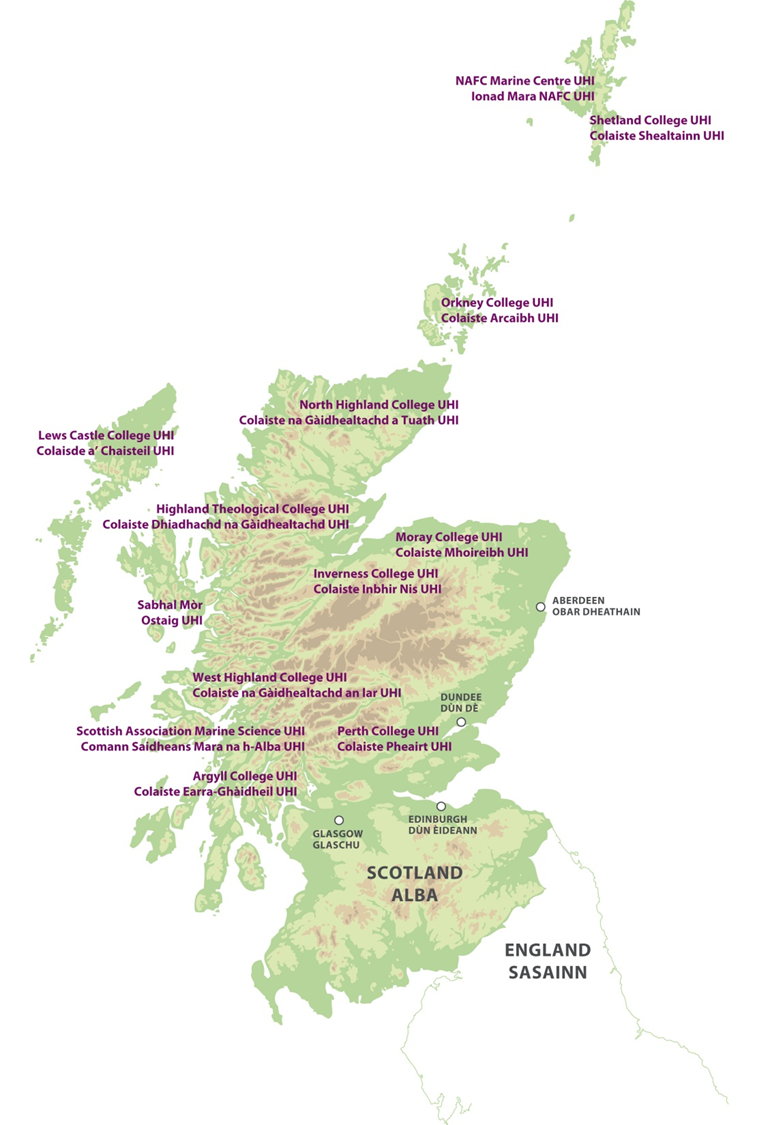 NAFC Marine Centre UHI
Ionad Mara NAFC UHI
Shetland College UHI
Colaiste Shealtainn UHI
Orkney College UHI
Colaiste Arcaibh UHI
North Highland College UHI
Colaiste na Gàidhealtachd a Tuath UHI
Lews Castle College UHI
Colaisde a’ Chaisteil UHI
Highland Theological College UHI
Colaiste Dhiadhachd na Gàidhealtachd UHI
Moray College UHI
Colaiste Mhoireibh UHI
Inverness College UHI
Colaiste Inbhir Nis UHI
Sabhal Mòr
Ostaig UHI
ABERDEEN
OBAR DHEATHAIN
West Highland College UHI
Colaiste na Gàidhealtachd an Iar UHI
DUNDEE
DÙN DÈ
Scottish Association Marine Science UHI
Comann Saidheans Mara na h-Alba UHI
Perth College UHI
Colaiste Pheairt UHI
Argyll College UHI
Colaiste Earra-Ghàidheil UHI
GLASGOW
GLASCHU
EDINBURGH
DÙN ÈIDEANN
SCOTLAND
ALBA
ENGLAND
SASAINN